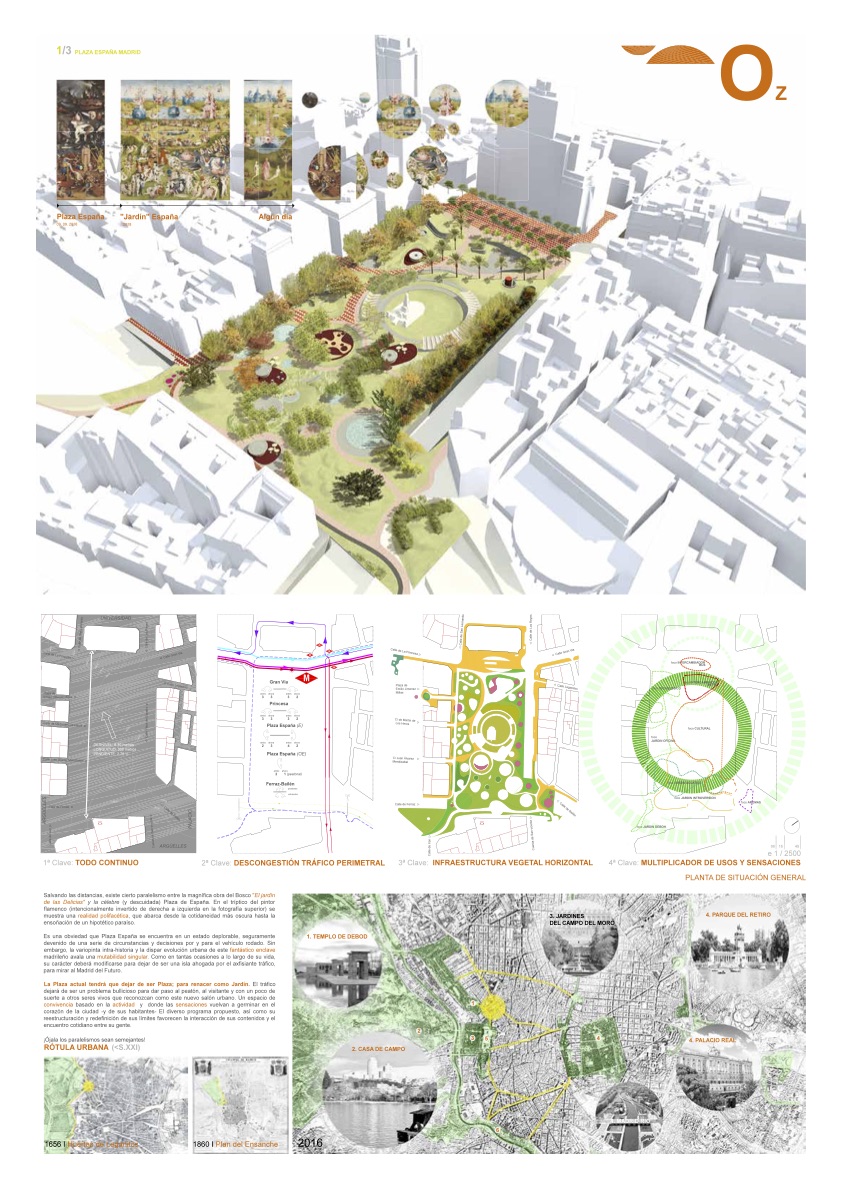 1/3 PLAZA ESPAÑA MADRID
OZ
Plaza España
"Jardín" España
Algún día
Gran Vía
Princesa
Plaza España (A)
Plaza España (OE)
Ferraz-Bailén
M
1ª Clave: TODO CONTINUO
2ª Clave: DESCONGESTIÓN TRÁFICO PERIMETRAL
3ª Clave: INFRAESTRUCTURA VEGETAL HORIZONTAL
4ª Clave: MULTIPLICADOR DE USOS Y SENSACIONES
e 1 / 2500
PLANTA DE SITUACIÓN GENERAL
Salvando las distancias, existe cierto paralelismo entre la magnífica obra del Bosco "El jardín
de las Delicias" y la célebre (y descuidada) Plaza de España. En el tríptico del pintor
flamenco (intencionalmente invertido de derecha a izquierda en la fotografía superior) se
muestra una realidad polifacética, que abarca desde la cotidaneidad más oscura hasta la
ensoñación de un hipotético paraíso.
Es una obviedad que Plaza España se encuentra en un estado deplorable, seguramente
devenido de una serie de circunstancias y decisiones por y para el vehículo rodado. Sin
embargo, la variopinta intra-historia y la dispar evolución urbana de este fantástico enclave
madrileño avala una mutabilidad singular. Como en tantas ocasiones a lo largo de su vida,
su carácter deberá modificarse para dejar de ser una isla ahogada por el axfisiante tráfico,
para mirar al Madrid del Futuro.
La Plaza actual tendrá que dejar de ser Plaza; para renacer como Jardín. El tráfico
dejará de ser un problema bullicioso para dar paso al peatón, al visitante y con un poco de
suerte a otros seres vivos que reconozcan como este nuevo salón urbano. Un espacio de
convivencia basado en la actividad y donde las sensaciones vuelvan a germinar en el
corazón de la ciudad -y de sus habitantes- El diverso programa propuesto, así como su
reestructuración y redefinición de sus límites favorecen la interacción de sus contenidos y el
encuentro cotidiano entre su gente.
¡Ojala los paralelismos sean semejantes!
RÓTULA URBANA (<S.XXI)
1656 I Huertas de Leganitos
1860 I Plan del Ensanche
2016
1. TEMPLO DE DEBOD
2. CASA DE CAMPO
3. JARDINES
DEL CAMPO DEL MORO
4. PARQUE DEL RETIRO
4. PALACIO REAL